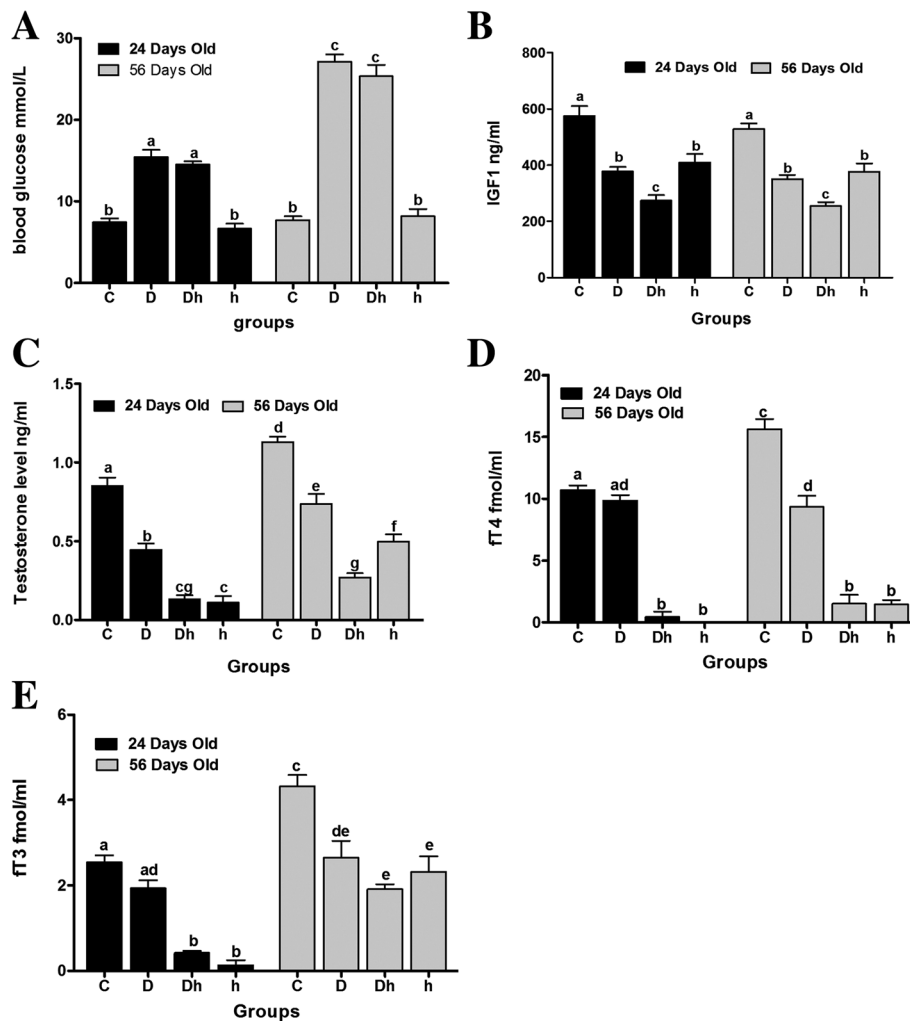 A
30
24 Days Old
56 Days Old
c
c
20
a
a
10
b
b
b
b
0
C D Dh h C D Dh h
groups
blood glucose mmol/L
B
800
24 Days Old 56 Days Old
a
a
600
b
b
b
b
400
c
c
200
0
C D Dh h C D Dh h
Groups
IGF1 ng/ml
C
1.5
24 Days Old 56 Days Old
d
a
1.0
e
b
f
0.5
g
cg c
0.0
C D Dh h C D Dh h
Groups
Testosterone level ng/ml
D
20
24 Days Old
56 Days Old
c
15
a ad
d
10
5
b b
b b
0
C D Dh h C D Dh h
Groups
fT4 fmol/ml
E
6
24 Days Old
56 Days Old
c
4
a
ad
de
e
e
2
b b
0
C D Dh h C D Dh h
Groups
fT3 fmol/ml